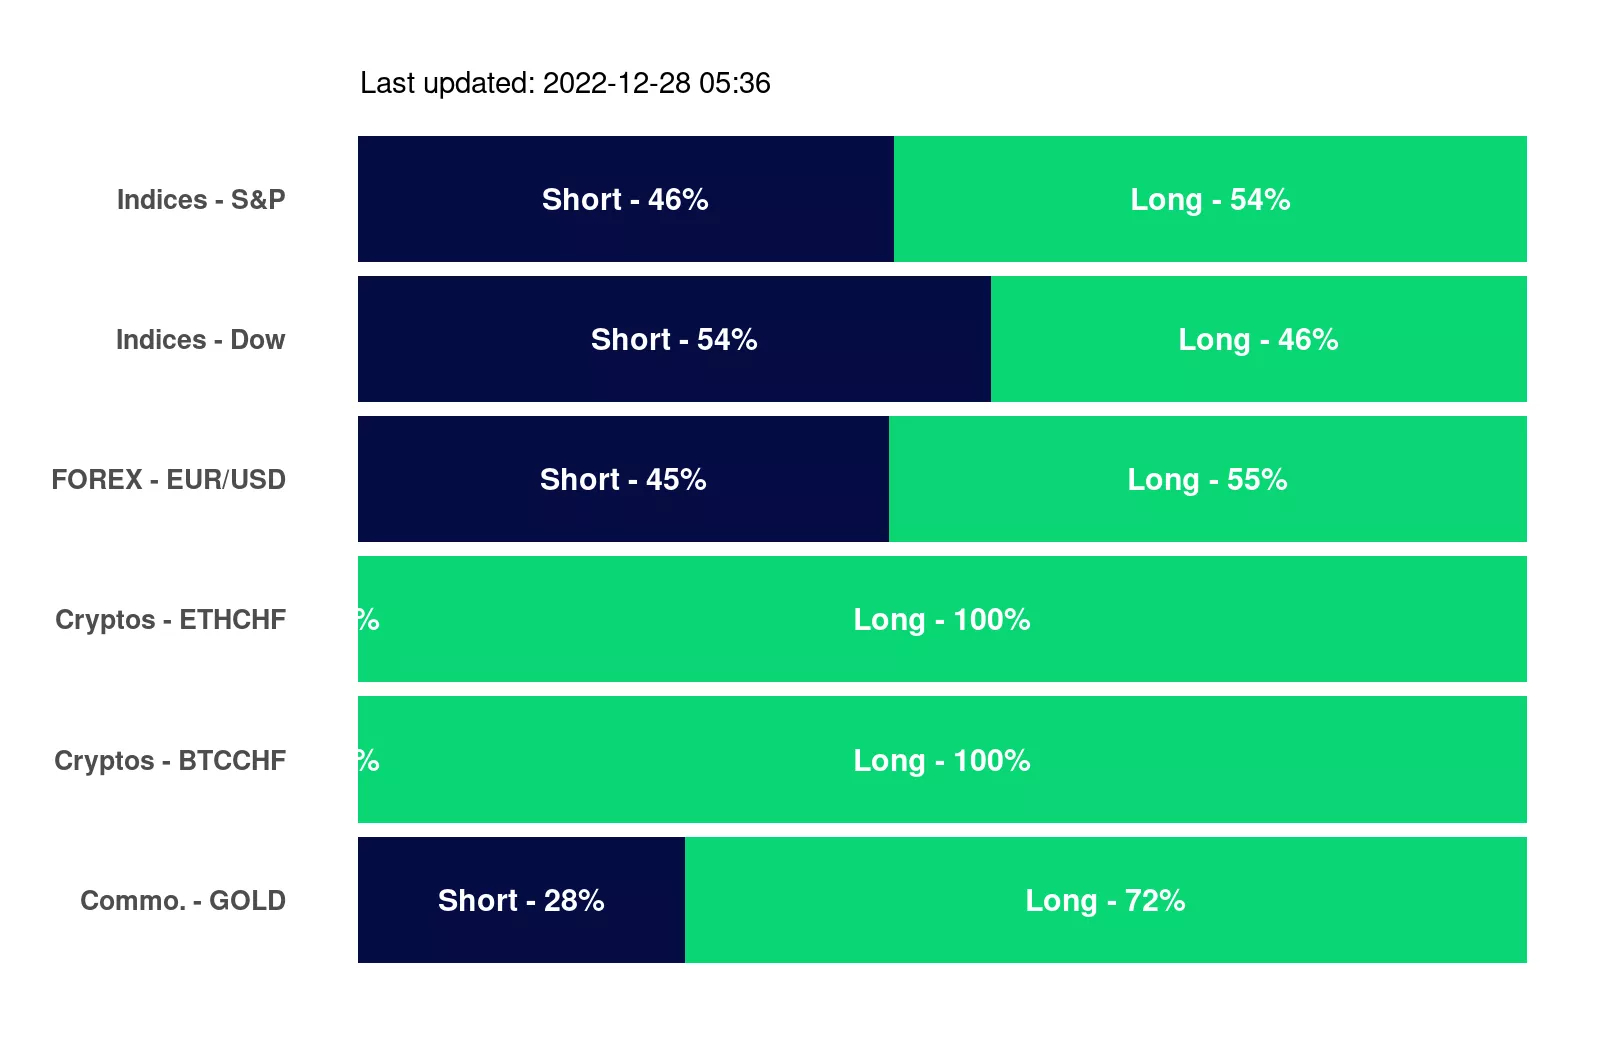 Last updated: 2022-12-28 05:36
Indices - S&P Short - 46% Long - 54%
Indices - Dow Short - 54% Long - 46%
FOREX - EUR/USD Short - 45% Long - 55%
Cryptos - ETHCHF % Long - 100%
Cryptos - BTCCHF % Long - 100%
Commo. - GOLD Short - 28% Long - 72%